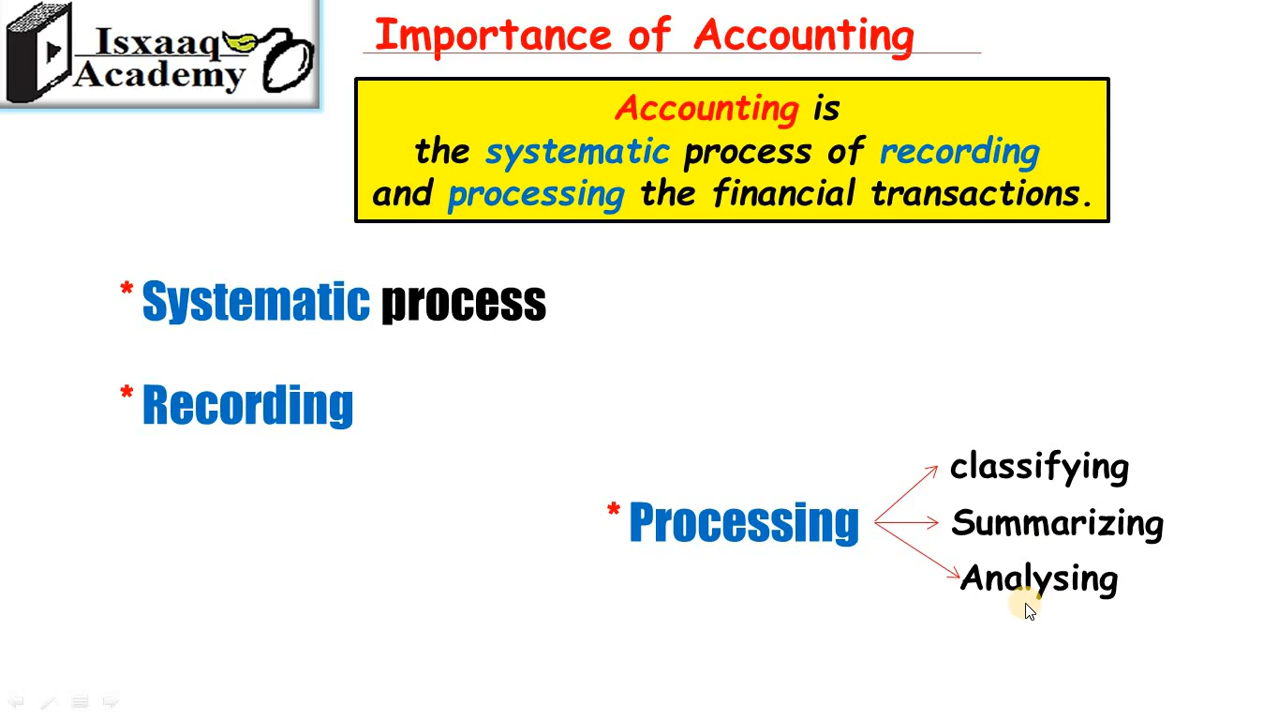 Isxaaq
Academy
Importance of Accounting
Accounting is
the systematic process of recording
and processing the financial transactions.
* Systematic process
* Recording
* Processing
classifying
Summarizing
Analysing